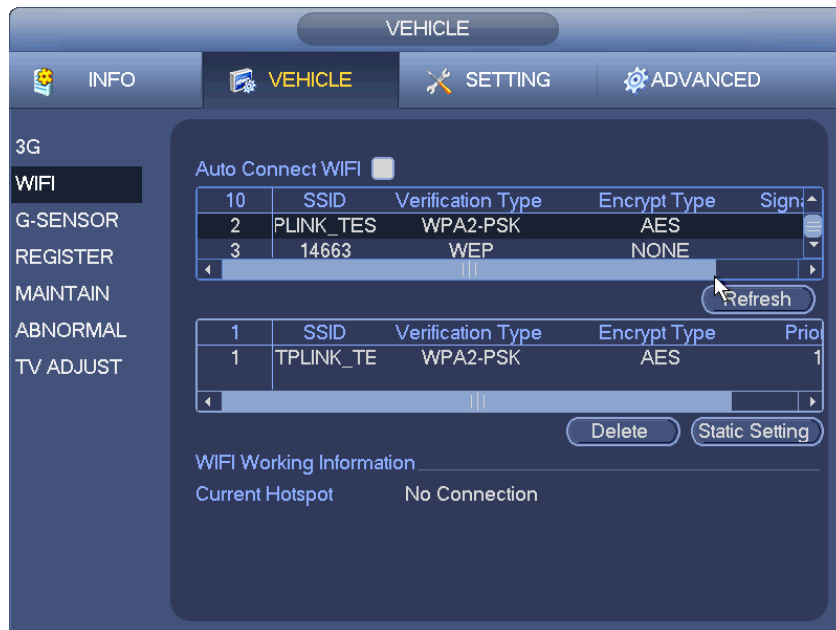 VEHICLE
INFO VEHICLE SETTING ADVANCED
3G
WIFI
G-SENSOR
REGISTER
MAINTAIN
ABNORMAL
TV ADJUST
Auto Connect WIFI
10 SSID Verification Type Encrypt Type Signa
2 PLINK_TES WPA2-PSK AES
3 14663 WEP NONE
Refresh
1 SSID Verification Type Encrypt Type Prior
1 TPLINK_TE WPA2-PSK AES 1
Delete Static Setting
WIFI Working Information
Current Hotspot No Connection